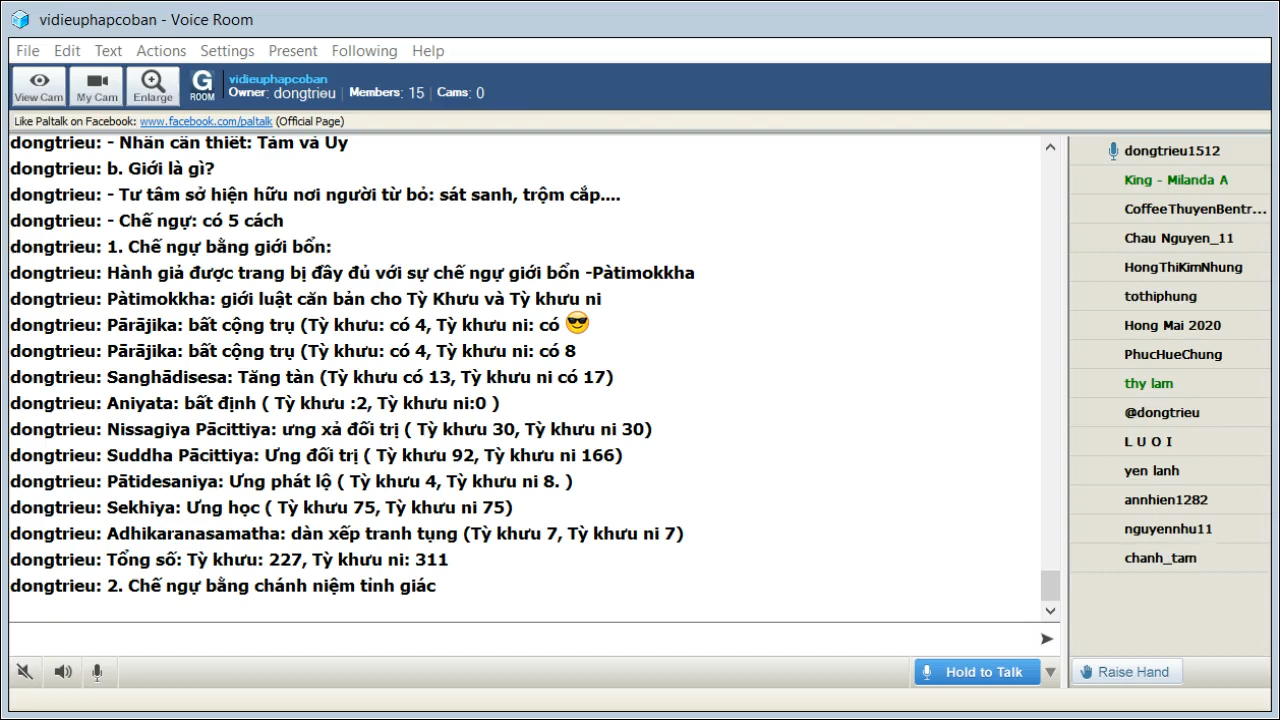 vidieuphapcoban - Voice Room
File Edit Text Actions Settings Present Following Help
View Cam My Cam Enlarge G ROOM vidieuphapcoban
Owner: dongtrieu | Members: 15 | Cams: 0
Like Paltalk on Facebook: www.facebook.com/paltalk (Official Page)
dongtrieu: - Nhân cần thiết: Tàm và Úy
dongtrieu: b. Giới là gì?
dongtrieu: - Tư tâm sở hiện hữu nơi người từ bỏ: sát sanh, trộm cắp....
dongtrieu: - Chế ngự: có 5 cách
dongtrieu: 1. Chế ngự bằng giới bổn:
dongtrieu: Hành giả được trang bị đầy đủ với sự chế ngự giới bổn -Pàtimokkha
dongtrieu: Pàtimokkha: giới luật căn bản cho Tỳ Khưu và Tỳ khưu ni
dongtrieu: Pārājika: bất cộng trụ (Tỳ khưu: có 4, Tỳ khưu ni: có 😎
dongtrieu: Pārājika: bất cộng trụ (Tỳ khưu: có 4, Tỳ khưu ni: có 8
dongtrieu: Sanghādisesa: Tăng tàn (Tỳ khưu có 13, Tỳ khưu ni có 17)
dongtrieu: Aniyata: bất định ( Tỳ khưu :2, Tỳ khưu ni:0 )
dongtrieu: Nissagiya Pācittiya: ưng xả đối trị ( Tỳ khưu 30, Tỳ khưu ni 30)
dongtrieu: Suddha Pācittiya: Ưng đối trị ( Tỳ khưu 92, Tỳ khưu ni 166)
dongtrieu: Pātidesaniya: Ưng phát lộ ( Tỳ khưu 4, Tỳ khưu ni 8. )
dongtrieu: Sekhiya: Ưng học ( Tỳ khưu 75, Tỳ khưu ni 75)
dongtrieu: Adhikaranasamatha: dàn xếp tranh tụng (Tỳ khưu 7, Tỳ khưu ni 7)
dongtrieu: Tổng số: Tỳ khưu: 227, Tỳ khưu ni: 311
dongtrieu: 2. Chế ngự bằng chánh niệm tỉnh giác
dongtrieu1512
King - Milanda A
CoffeeThuyenBentr...
Chau Nguyen_11
HongThiKimNhung
tothiphung
Hong Mai 2020
PhucHueChung
thy lam
@dongtrieu
L U O I
yen lanh
annhien1282
nguyennhu11
chanh_tam
Hold to Talk
Raise Hand